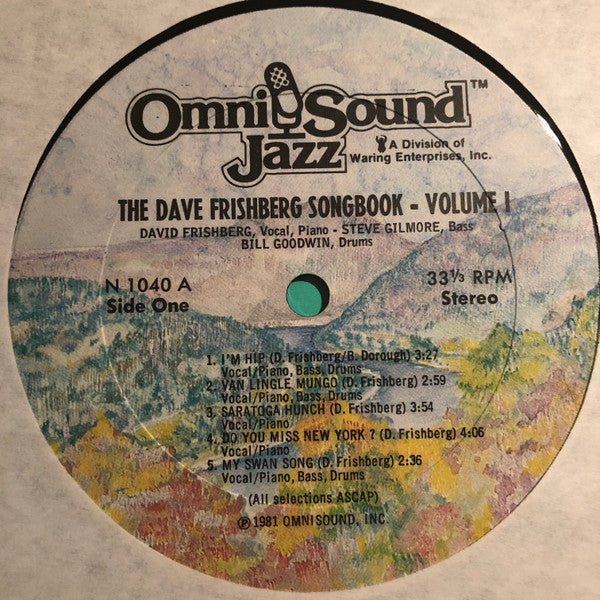 Omni Sound™
Jazz
A Division of
Waring Enterprises, Inc.
THE DAVE FRISHBERG SONGBOOK - VOLUME I
DAVID FRISHBERG, Vocal, Piano - STEVE GILMORE, Bass
BILL GOODWIN, Drums
N 1040 A
Side One
33⅓ RPM
Stereo
1. I'M HIP (D. Frishberg/B. Dorough) 3:27
Vocal/Piano, Bass, Drums
2. VAN LINGLE MUNGO (D. Frishberg) 2:59
Vocal/Piano, Bass, Drums
3. SARATOGA HUNCH (D. Frishberg) 3:54
Vocal/Piano
4. DO YOU MISS NEW YORK ? (D. Frishberg) 4:06
Vocal/Piano
5. MY SWAN SONG (D. Frishberg) 2:36
Vocal/Piano, Bass, Drums
(All selections ASCAP)
℗ 1981 OMNISOUND, INC.